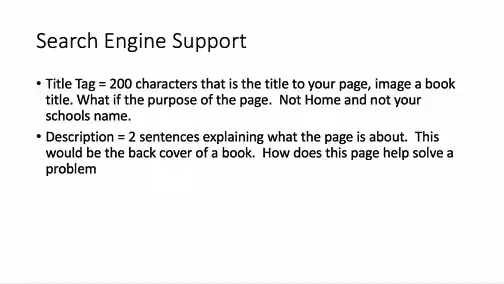 Search Engine Support
• Title Tag = 200 characters that is the title to your page, image a book
title. What if the purpose of the page.  Not Home and not your
schools name.
• Description = 2 sentences explaining what the page is about.  This
would be the back cover of a book.  How does this page help solve a
problem